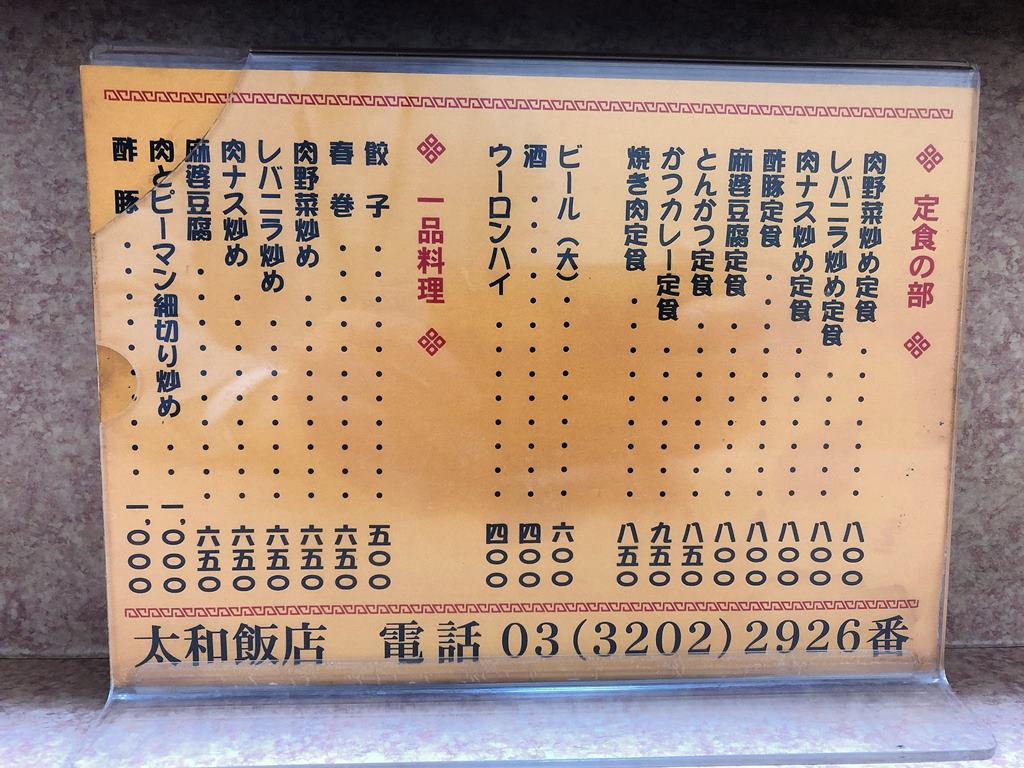 定食の部
肉野菜炒め定食・・・・・・八〇〇
レバニラ炒め定食・・・・・・八〇〇
肉ナス炒め定食・・・・・・八〇〇
酢豚定食・・・・・・八〇〇
麻婆豆腐定食・・・・・・八〇〇
とんかつ定食・・・・・・八五〇
かつカレー定食・・・・・・九五〇
焼き肉定食・・・・・・八五〇
ビール(大)・・・・・・六〇〇
酒・・・・・・四〇〇
ウーロンハイ・・・・・・四〇〇
一品料理
餃子・・・・・・五〇〇
春巻・・・・・・六五〇
肉野菜炒め・・・・・・六五〇
レバニラ炒め・・・・・・六五〇
肉ナス炒め・・・・・・六五〇
麻婆豆腐・・・・・・六五〇
肉とピーマン細切り炒め・・一、〇〇〇
酢豚・・・・・・一、〇〇〇
太和飯店 電話 03(3202)2926番